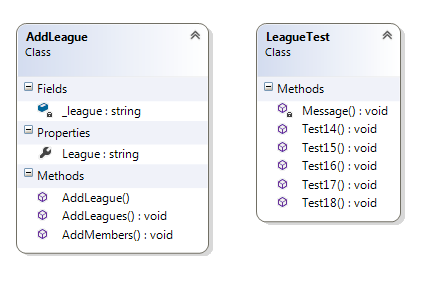 AddLeague
Class
Fields
_league : string
Properties
League : string
Methods
AddLeague()
AddLeagues() : void
AddMembers() : void
LeagueTest
Class
Methods
Message() : void
Test14() : void
Test15() : void
Test16() : void
Test17() : void
Test18() : void